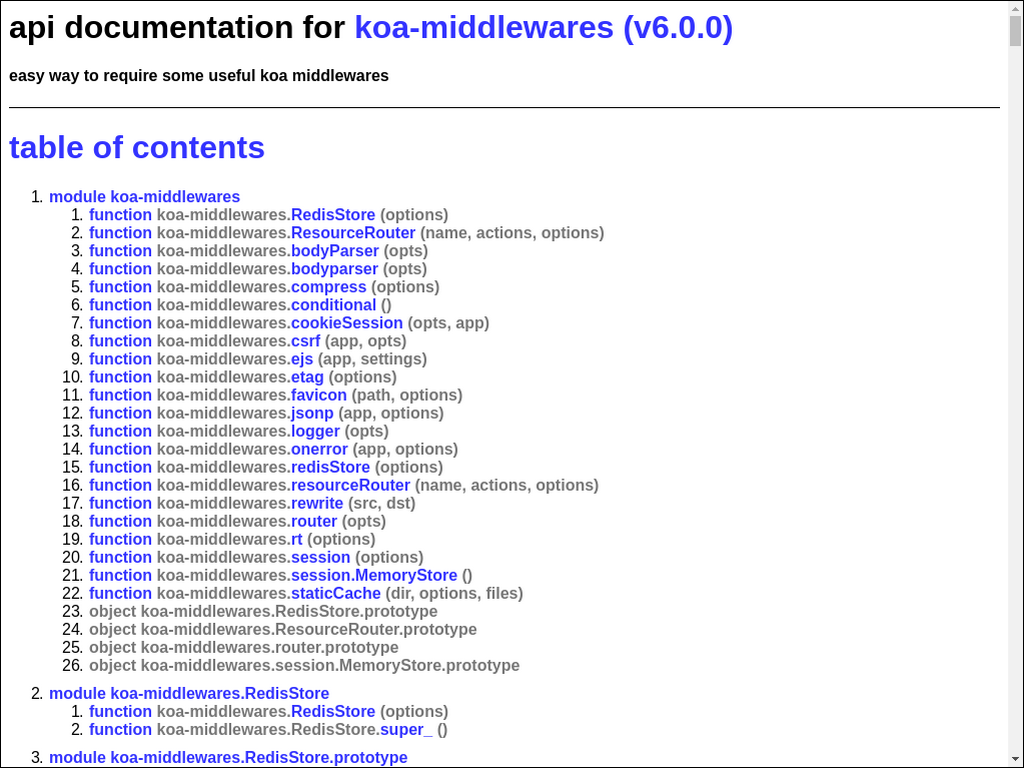 api documentation for koa-middlewares (v6.0.0)
easy way to require some useful koa middlewares
table of contents
1. module koa-middlewares
1. function koa-middlewares.RedisStore (options)
2. function koa-middlewares.ResourceRouter (name, actions, options)
3. function koa-middlewares.bodyParser (opts)
4. function koa-middlewares.bodyparser (opts)
5. function koa-middlewares.compress (options)
6. function koa-middlewares.conditional ()
7. function koa-middlewares.cookieSession (opts, app)
8. function koa-middlewares.csrf (app, opts)
9. function koa-middlewares.ejs (app, settings)
10. function koa-middlewares.etag (options)
11. function koa-middlewares.favicon (path, options)
12. function koa-middlewares.jsonp (app, options)
13. function koa-middlewares.logger (opts)
14. function koa-middlewares.onerror (app, options)
15. function koa-middlewares.redisStore (options)
16. function koa-middlewares.resourceRouter (name, actions, options)
17. function koa-middlewares.rewrite (src, dst)
18. function koa-middlewares.router (opts)
19. function koa-middlewares.rt (options)
20. function koa-middlewares.session (options)
21. function koa-middlewares.session.MemoryStore ()
22. function koa-middlewares.staticCache (dir, options, files)
23. object koa-middlewares.RedisStore.prototype
24. object koa-middlewares.ResourceRouter.prototype
25. object koa-middlewares.router.prototype
26. object koa-middlewares.session.MemoryStore.prototype
2. module koa-middlewares.RedisStore
1. function koa-middlewares.RedisStore (options)
2. function koa-middlewares.RedisStore.super_ ()
3. module koa-middlewares.RedisStore.prototype